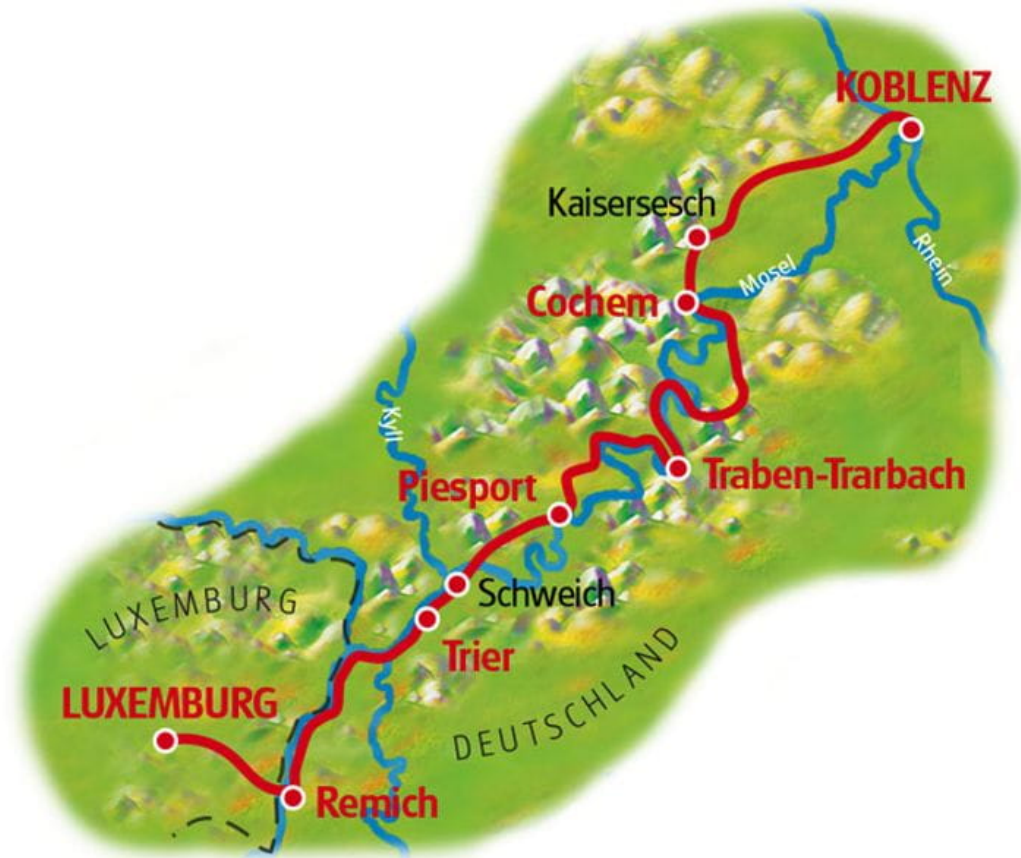 KOBLENZ
Kaisersesch
Rhein
Mosel
Cochem
Kyll
Traben-Trarbach
Piesport
Schweich
LUXEMBURG
Trier
DEUTSCHLAND
LUXEMBURG
Remich